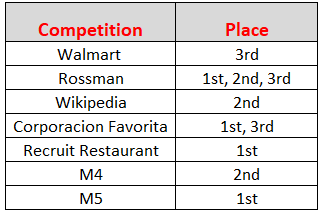 Competition Place
Walmart 3rd
Rossman 1st, 2nd, 3rd
Wikipedia 2nd
Corporacion Favorita 1st, 3rd
Recruit Restaurant 1st
M4 2nd
M5 1st